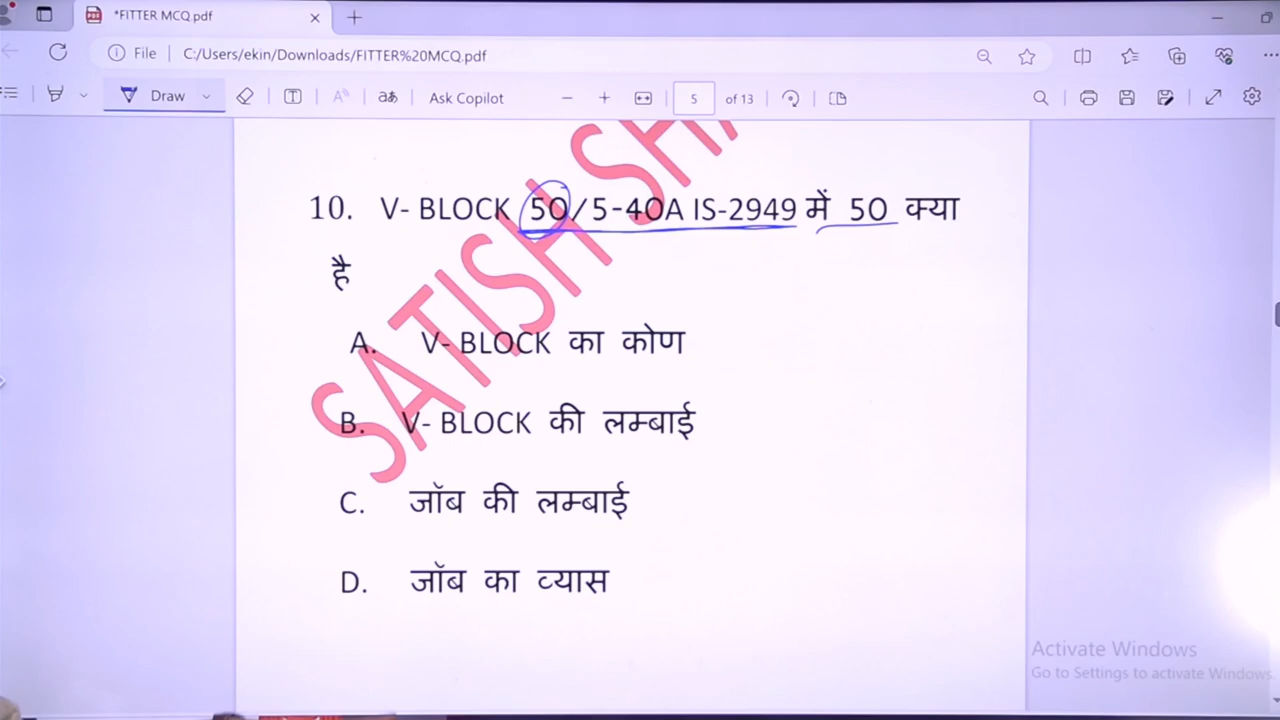 *FITTER MCQ.pdf
File C:/Users/ekin/Downloads/FITTER%20MCQ.pdf
Draw Ask Copilot 5 of 13
SATISH
10. V- BLOCK 50/5-40A IS-2949 में 50 क्या
है
A. V- BLOCK का कोण
B. V- BLOCK की लम्बाई
C. जॉब की लम्बाई
D. जॉब का व्यास
Activate Windows
Go to Settings to activate Windows.